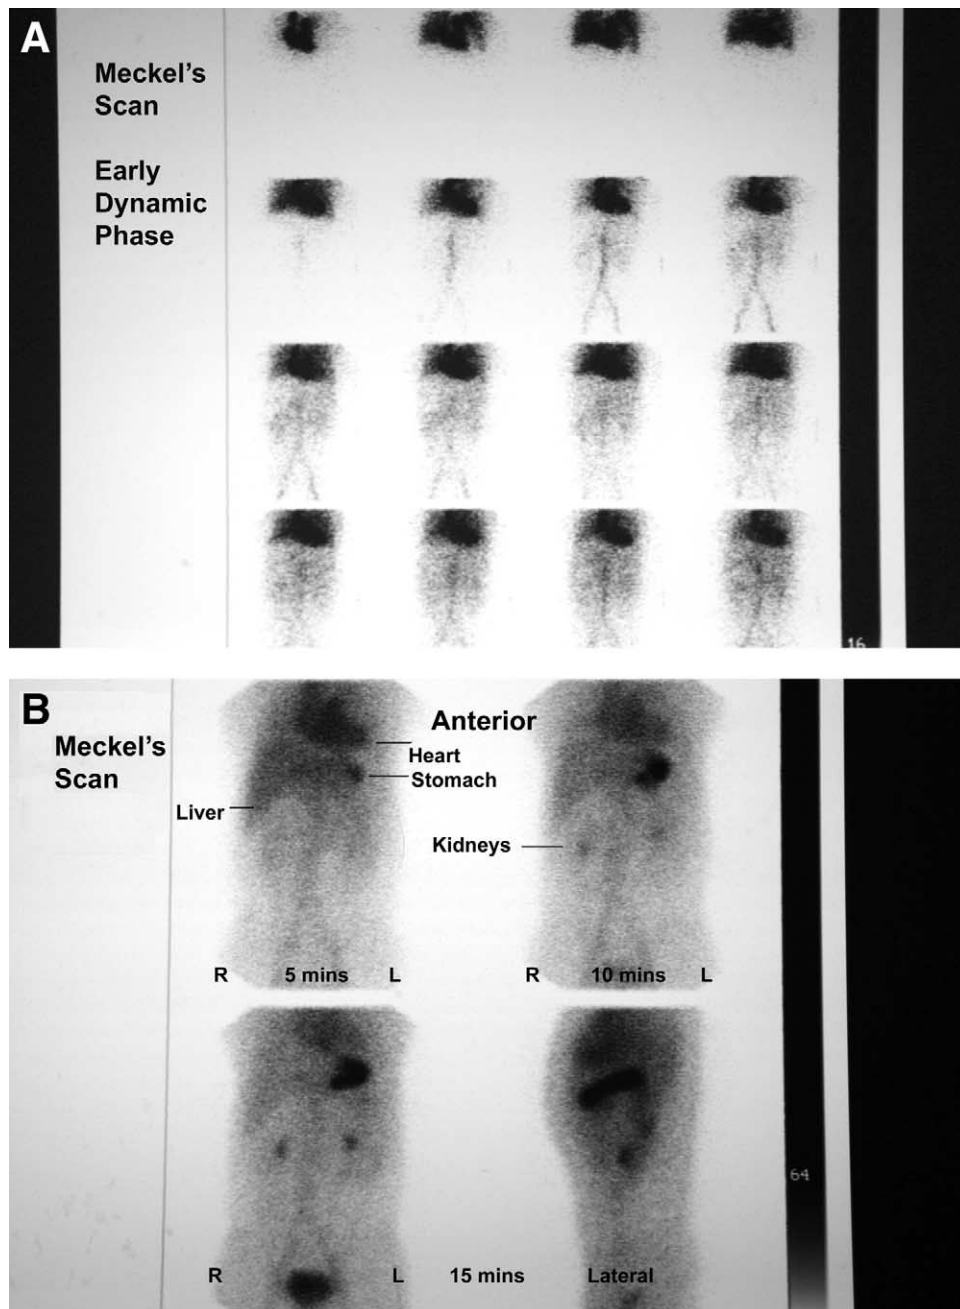 A
Meckel's
Scan
Early
Dynamic
Phase
16
B
Meckel's
Scan
Anterior
Heart
Stomach
Liver
Kidneys
R 5 mins L
R 10 mins L
64
R L 15 mins Lateral